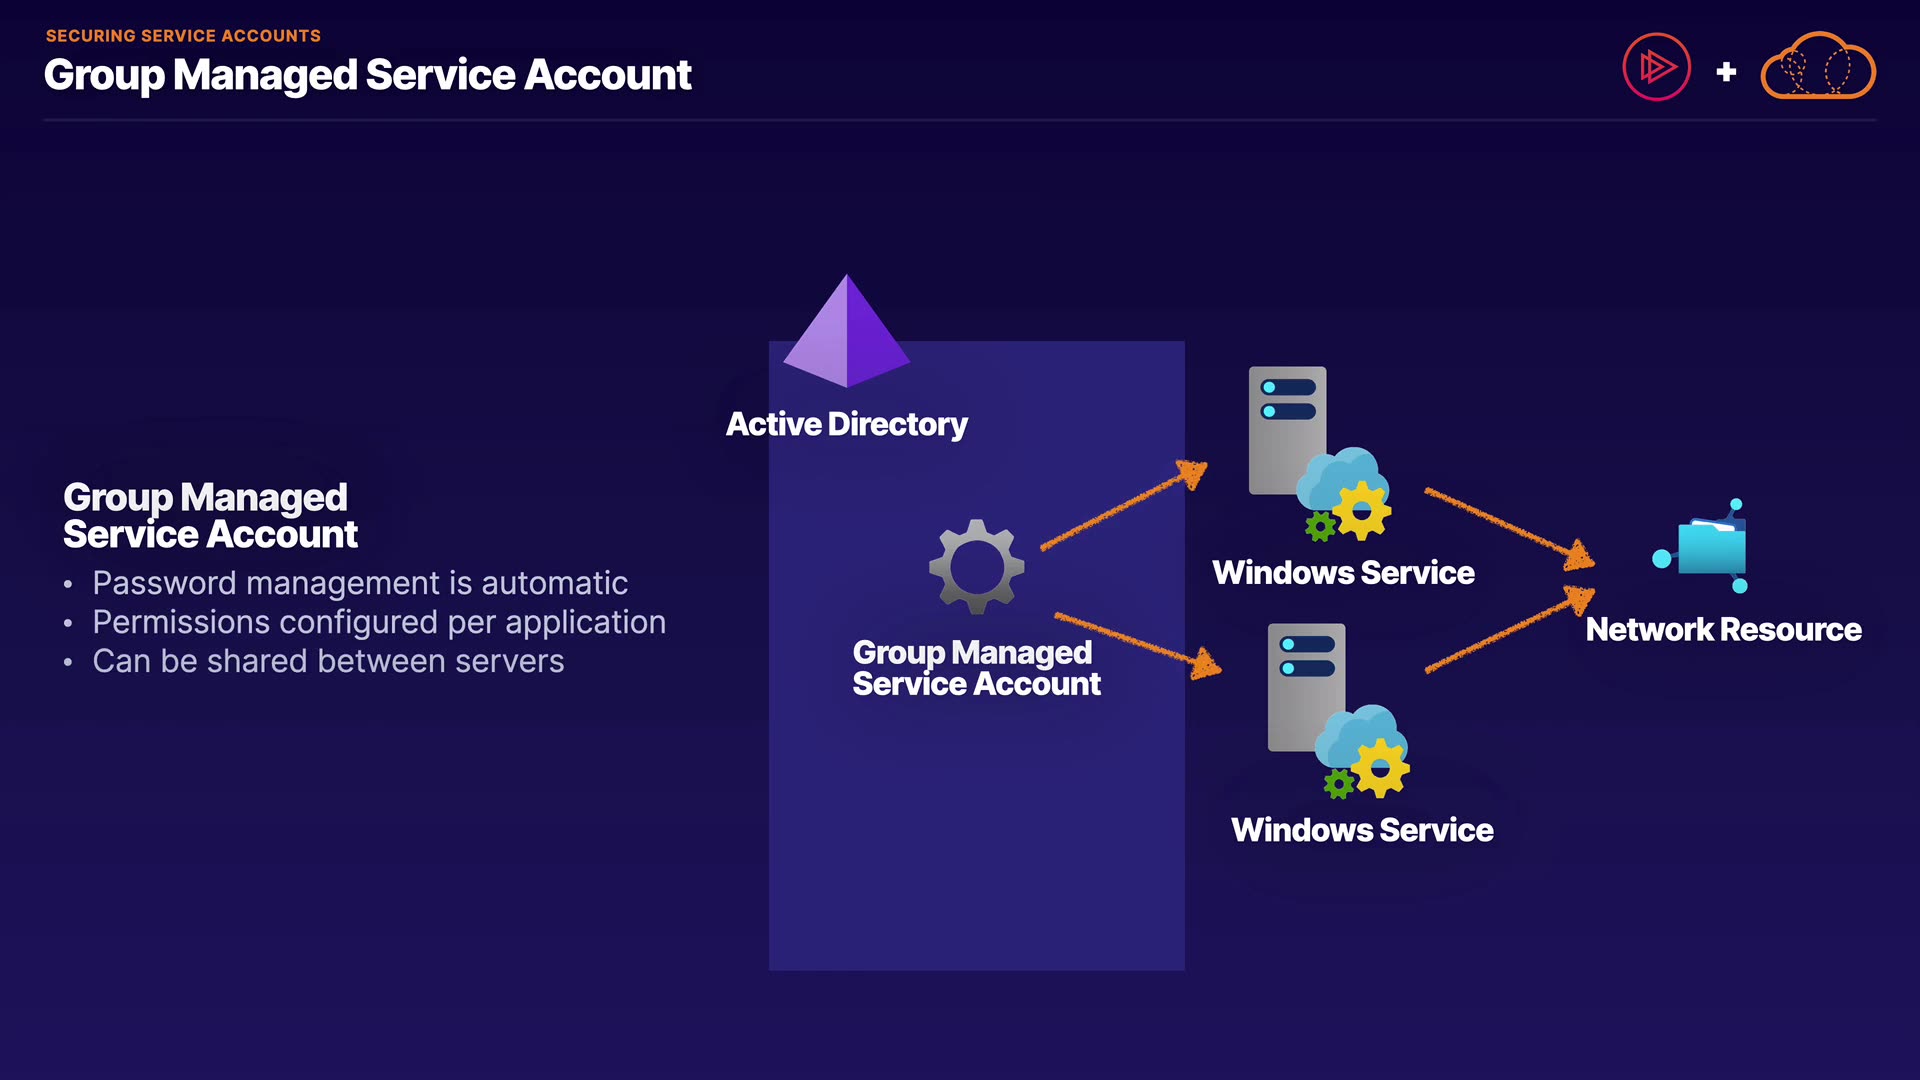 SECURING SERVICE ACCOUNTS
Group Managed Service Account
Group Managed
Service Account
• Password management is automatic
• Permissions configured per application
• Can be shared between servers
Active Directory
Group Managed
Service Account
Windows Service
Windows Service
Network Resource